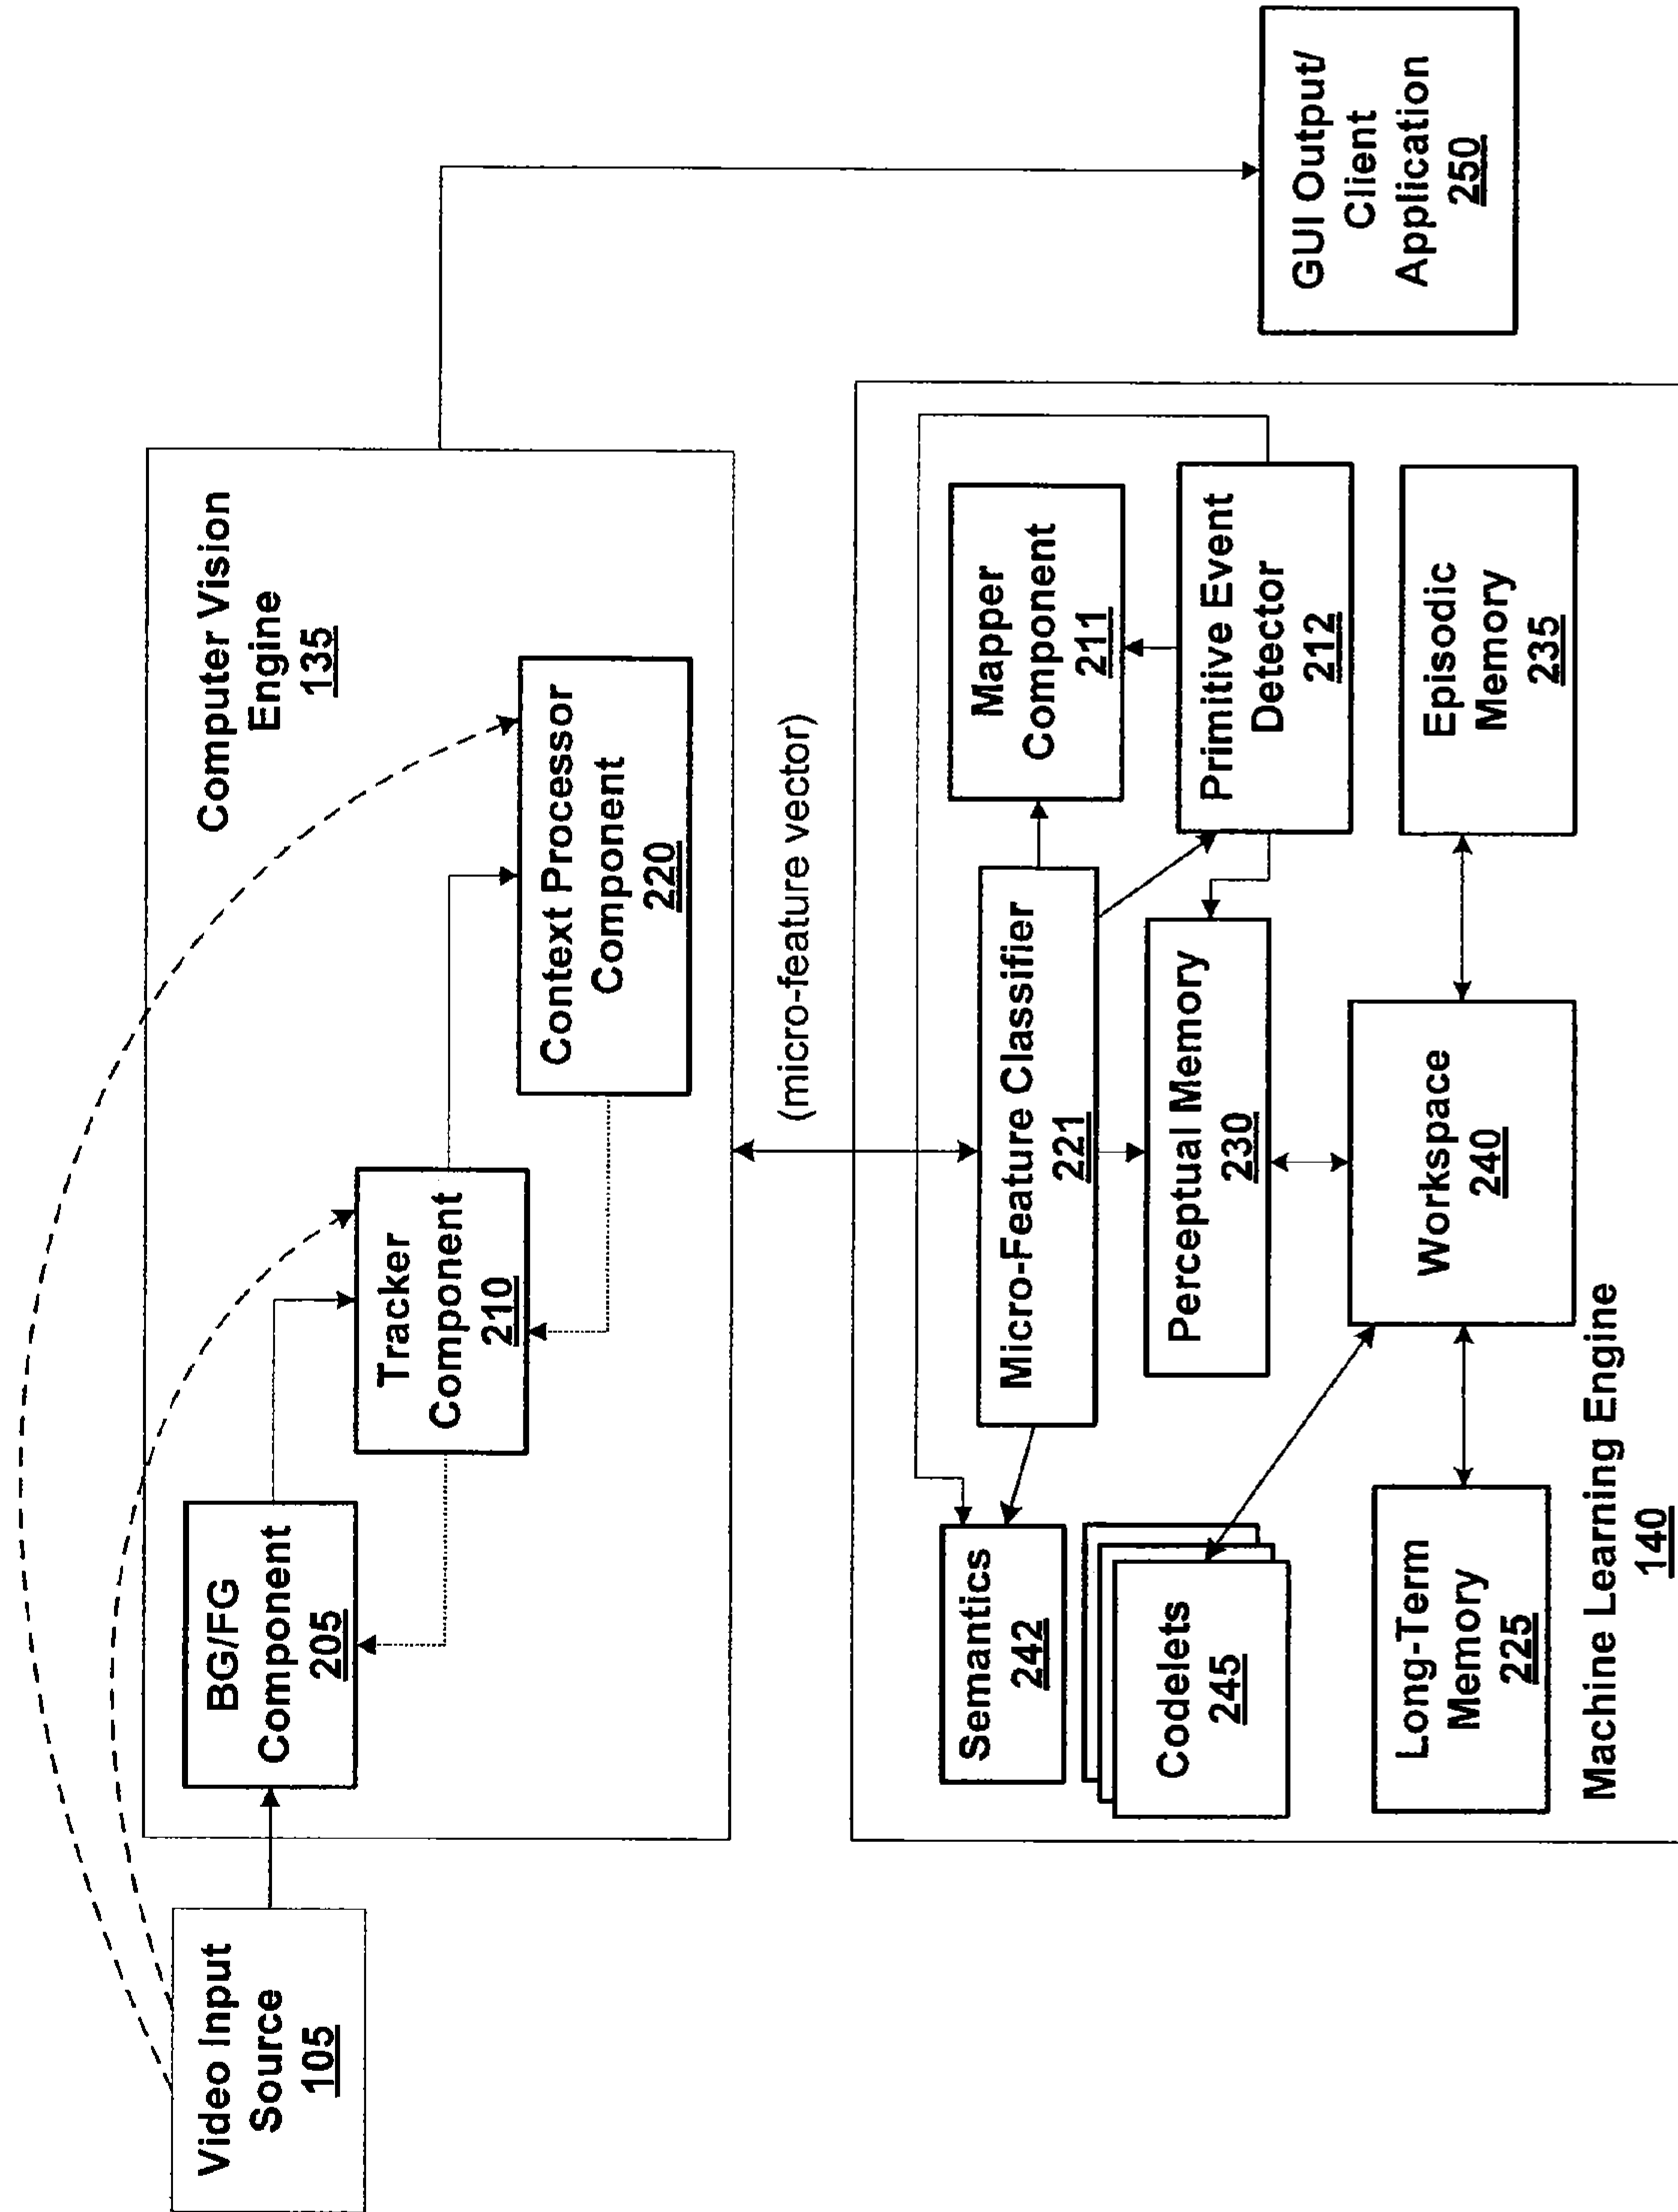 Video Input
Source
105
Computer Vision
Engine
135
BG/FG
Component
205
Tracker
Component
210
Context Processor
Component
220
(micro-feature vector)
Semantics
242
Micro-Feature Classifier
221
Mapper
Component
211
Codelets
245
Perceptual Memory
230
Primitive Event
Detector
212
Long-Term
Memory
225
Workspace
240
Episodic
Memory
235
Machine Learning Engine
140
GUI Output/
Client
Application
250